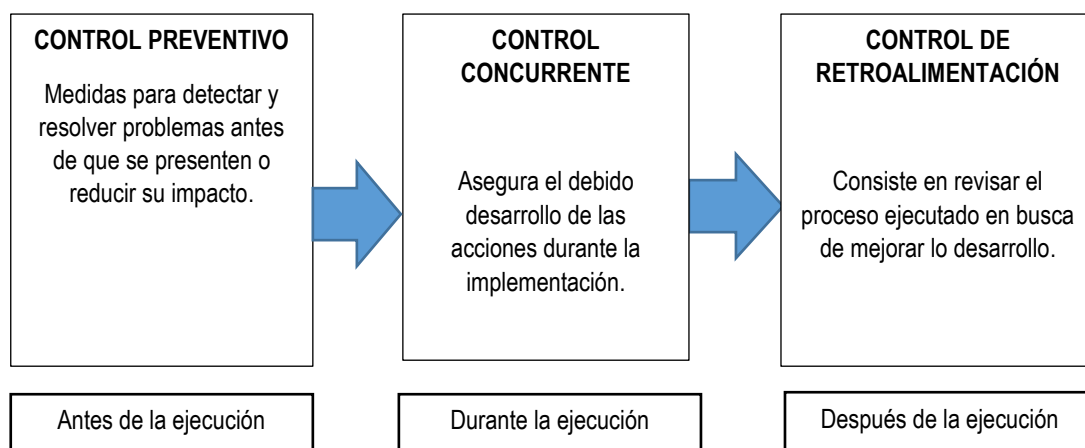 CONTROL PREVENTIVO
Medidas para detectar y
resolver problemas antes
de que se presenten o
reducir su impacto.
CONTROL
CONCURRENTE
Asegura el debido
desarrollo de las
acciones durante la
implementación.
CONTROL DE
RETROALIMENTACIÓN
Consiste en revisar el
proceso ejecutado en busca
de mejorar lo desarrollo.
Antes de la ejecución
Durante la ejecución
Después de la ejecución